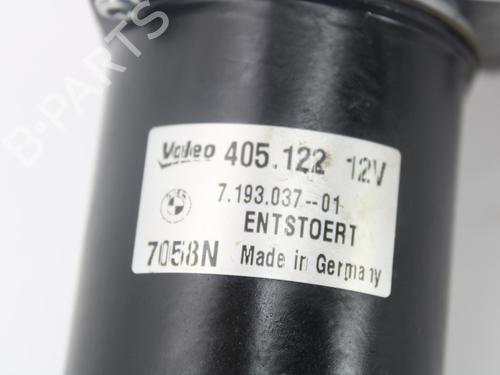 B-PARTS
Valeo 405.122 12V
7.193.037--01
ENTSTOERT
7058N Made in Germany